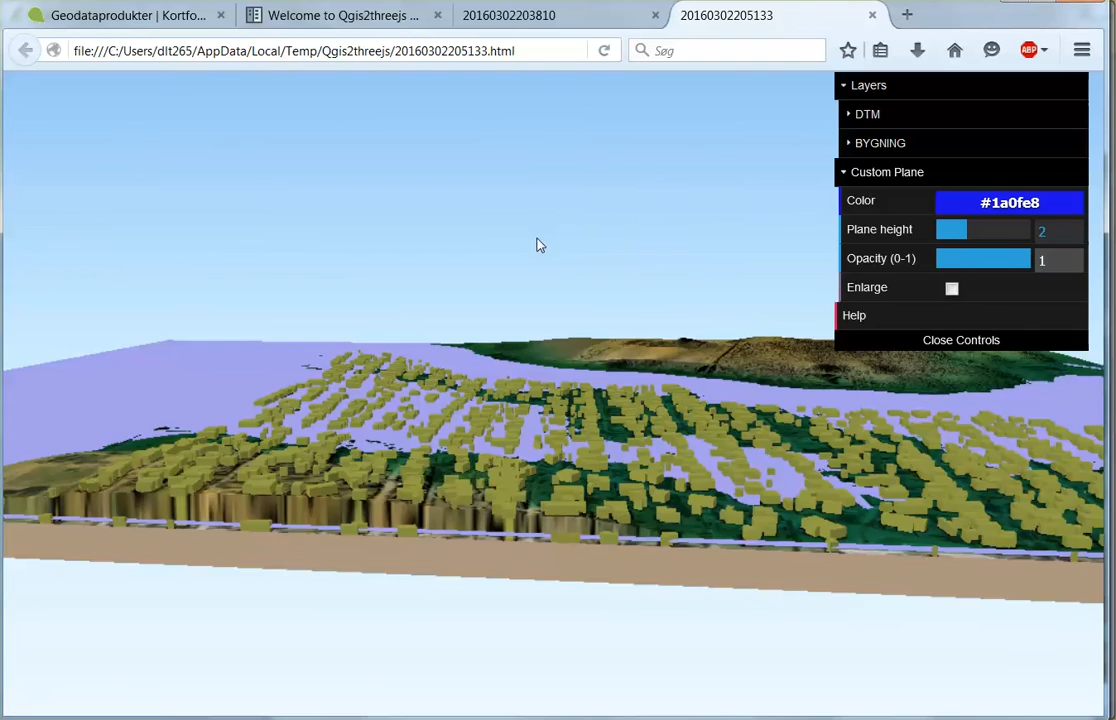 Geodataprodukter | Kortfo...
Welcome to Qgis2threejs ...
20160302203810
20160302205133
file:///C:/Users/dlt265/AppData/Local/Temp/Qgis2threejs/20160302205133.html
Søg
ABP
Layers
DTM
BYGNING
Custom Plane
Color #1a0fe8
Plane height 2
Opacity (0-1) 1
Enlarge
Help
Close Controls